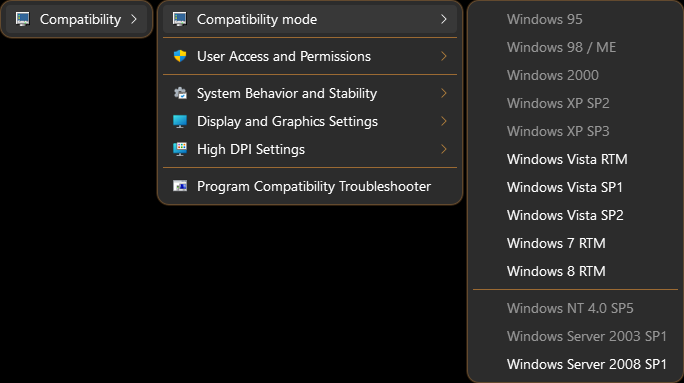 Compatibility
Compatibility mode
User Access and Permissions
System Behavior and Stability
Display and Graphics Settings
High DPI Settings
Program Compatibility Troubleshooter
Windows 95
Windows 98 / ME
Windows 2000
Windows XP SP2
Windows XP SP3
Windows Vista RTM
Windows Vista SP1
Windows Vista SP2
Windows 7 RTM
Windows 8 RTM
Windows NT 4.0 SP5
Windows Server 2003 SP1
Windows Server 2008 SP1